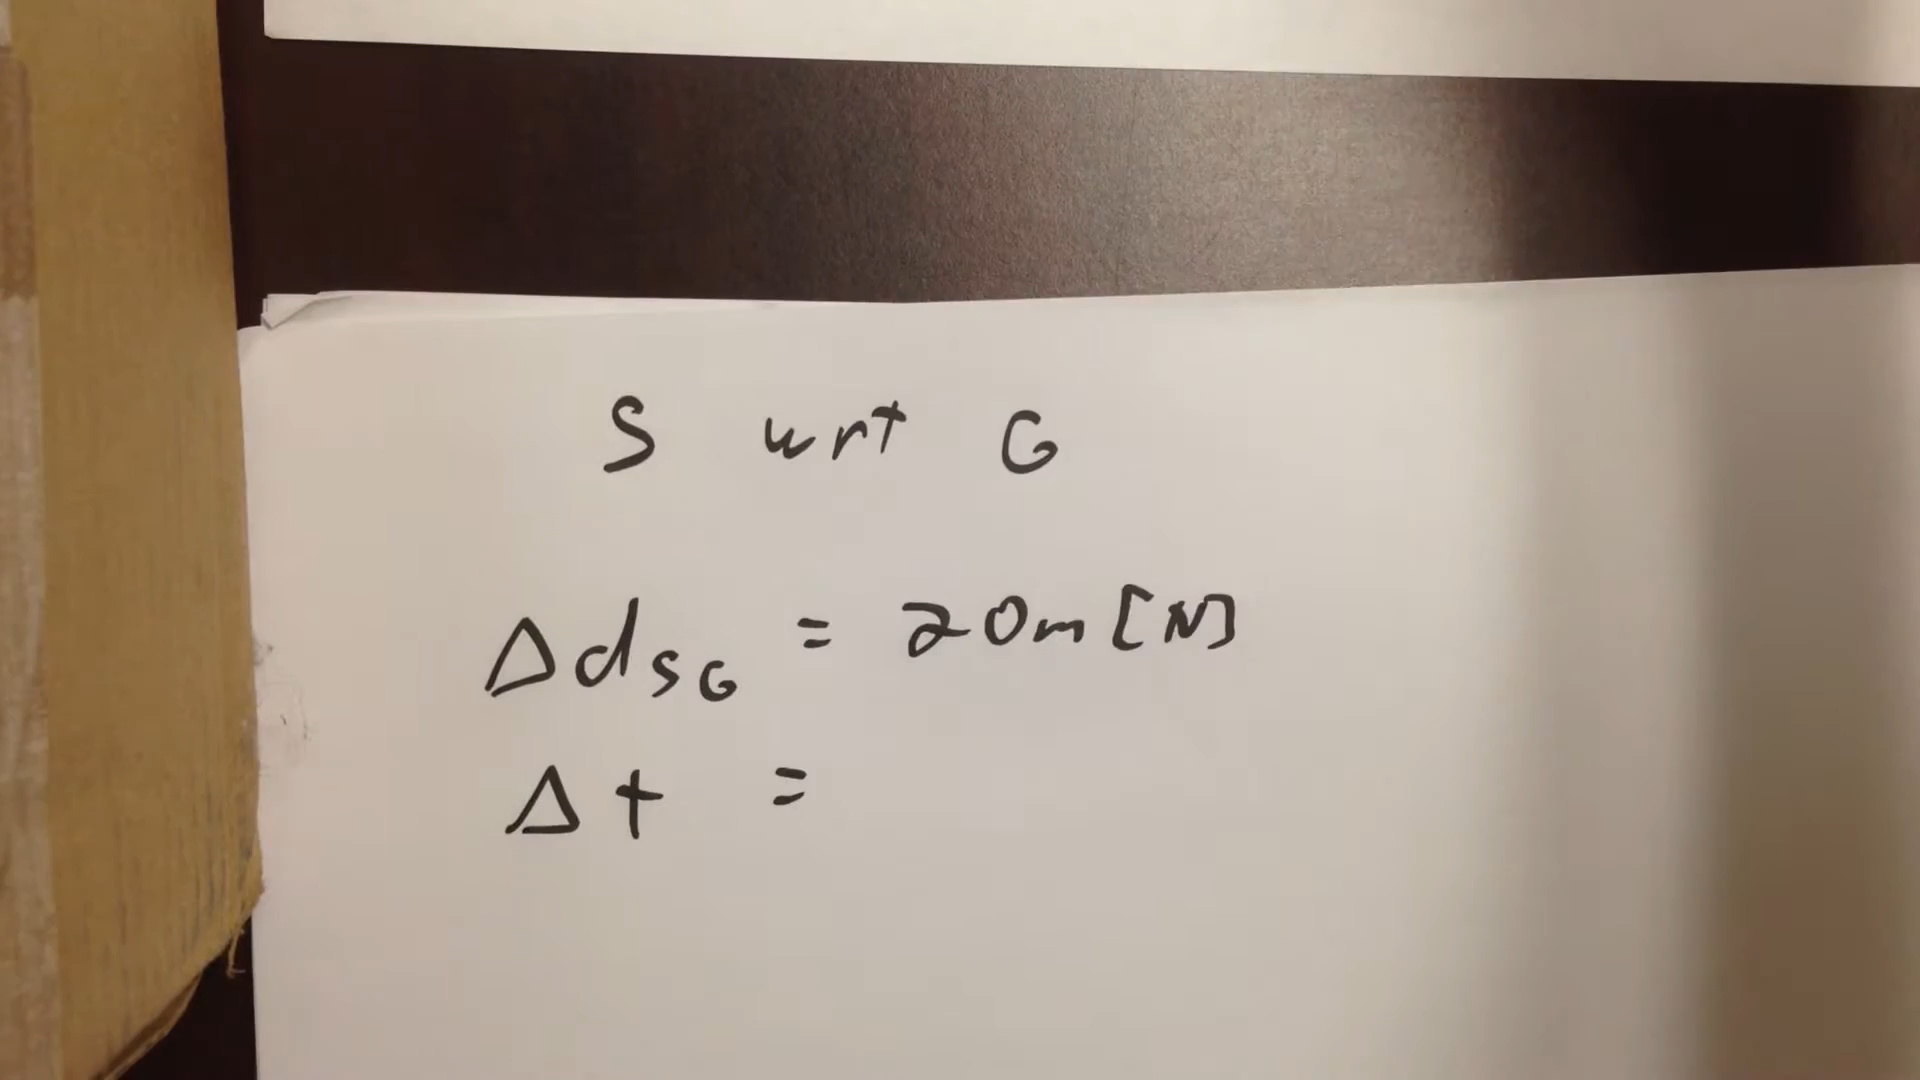 S wrt G
Δd_SG = 20m [N]
Δt =